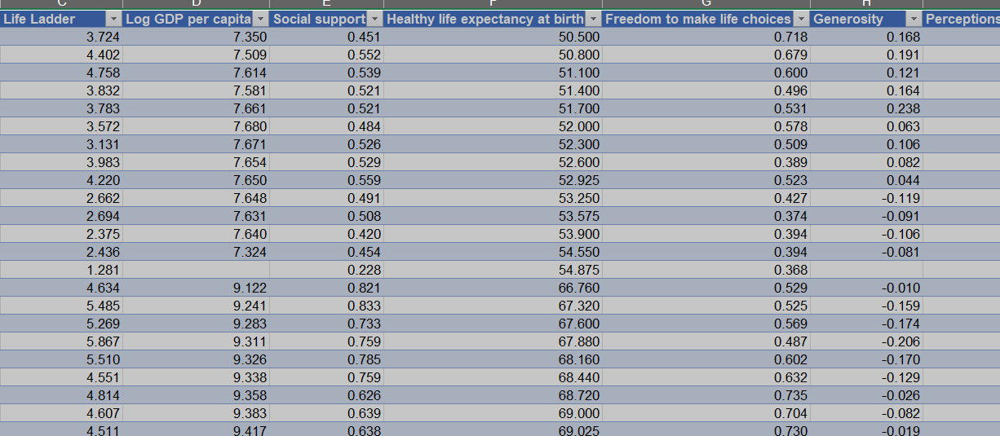 C D E F G H
Life Ladder Log GDP per capita Social support Healthy life expectancy at birth Freedom to make life choices Generosity Perceptions
3.724 7.350 0.451 50.500 0.718 0.168
4.402 7.509 0.552 50.800 0.679 0.191
4.758 7.614 0.539 51.100 0.600 0.121
3.832 7.581 0.521 51.400 0.496 0.164
3.783 7.661 0.521 51.700 0.531 0.238
3.572 7.680 0.484 52.000 0.578 0.063
3.131 7.671 0.526 52.300 0.509 0.106
3.983 7.654 0.529 52.600 0.389 0.082
4.220 7.650 0.559 52.925 0.523 0.044
2.662 7.648 0.491 53.250 0.427 -0.119
2.694 7.631 0.508 53.575 0.374 -0.091
2.375 7.640 0.420 53.900 0.394 -0.106
2.436 7.324 0.454 54.550 0.394 -0.081
1.281 0.228 54.875 0.368
4.634 9.122 0.821 66.760 0.529 -0.010
5.485 9.241 0.833 67.320 0.525 -0.159
5.269 9.283 0.733 67.600 0.569 -0.174
5.867 9.311 0.759 67.880 0.487 -0.206
5.510 9.326 0.785 68.160 0.602 -0.170
4.551 9.338 0.759 68.440 0.632 -0.129
4.814 9.358 0.626 68.720 0.735 -0.026
4.607 9.383 0.639 69.000 0.704 -0.082
4.511 9.417 0.638 69.025 0.730 -0.019